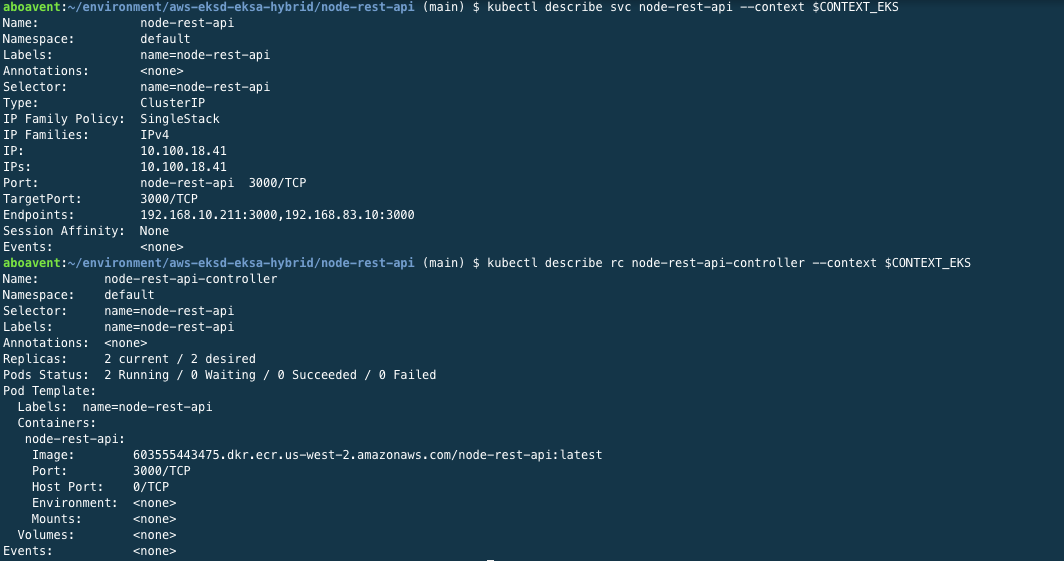 aboavent:~/environment/aws-eksd-eksa-hybrid/node-rest-api (main) $ kubectl describe svc node-rest-api --context $CONTEXT_EKS
Name:              node-rest-api
Namespace:         default
Labels:            name=node-rest-api
Annotations:       <none>
Selector:          name=node-rest-api
Type:              ClusterIP
IP Family Policy:  SingleStack
IP Families:       IPv4
IP:                10.100.18.41
IPs:               10.100.18.41
Port:              node-rest-api  3000/TCP
TargetPort:        3000/TCP
Endpoints:         192.168.10.211:3000,192.168.83.10:3000
Session Affinity:  None
Events:            <none>
aboavent:~/environment/aws-eksd-eksa-hybrid/node-rest-api (main) $ kubectl describe rc node-rest-api-controller --context $CONTEXT_EKS
Name:         node-rest-api-controller
Namespace:    default
Selector:     name=node-rest-api
Labels:       name=node-rest-api
Annotations:  <none>
Replicas:     2 current / 2 desired
Pods Status:  2 Running / 0 Waiting / 0 Succeeded / 0 Failed
Pod Template:
  Labels:  name=node-rest-api
  Containers:
   node-rest-api:
    Image:        603555443475.dkr.ecr.us-west-2.amazonaws.com/node-rest-api:latest
    Port:         3000/TCP
    Host Port:    0/TCP
    Environment:  <none>
    Mounts:       <none>
  Volumes:        <none>
Events:           <none>